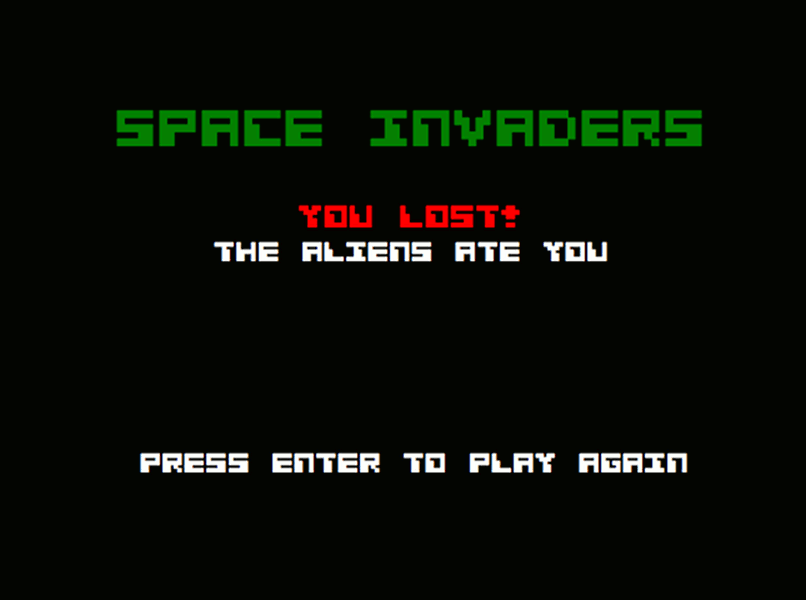 SPACE INVADERS
YOU LOST!
THE ALIENS ATE YOU
PRESS ENTER TO PLAY AGAIN